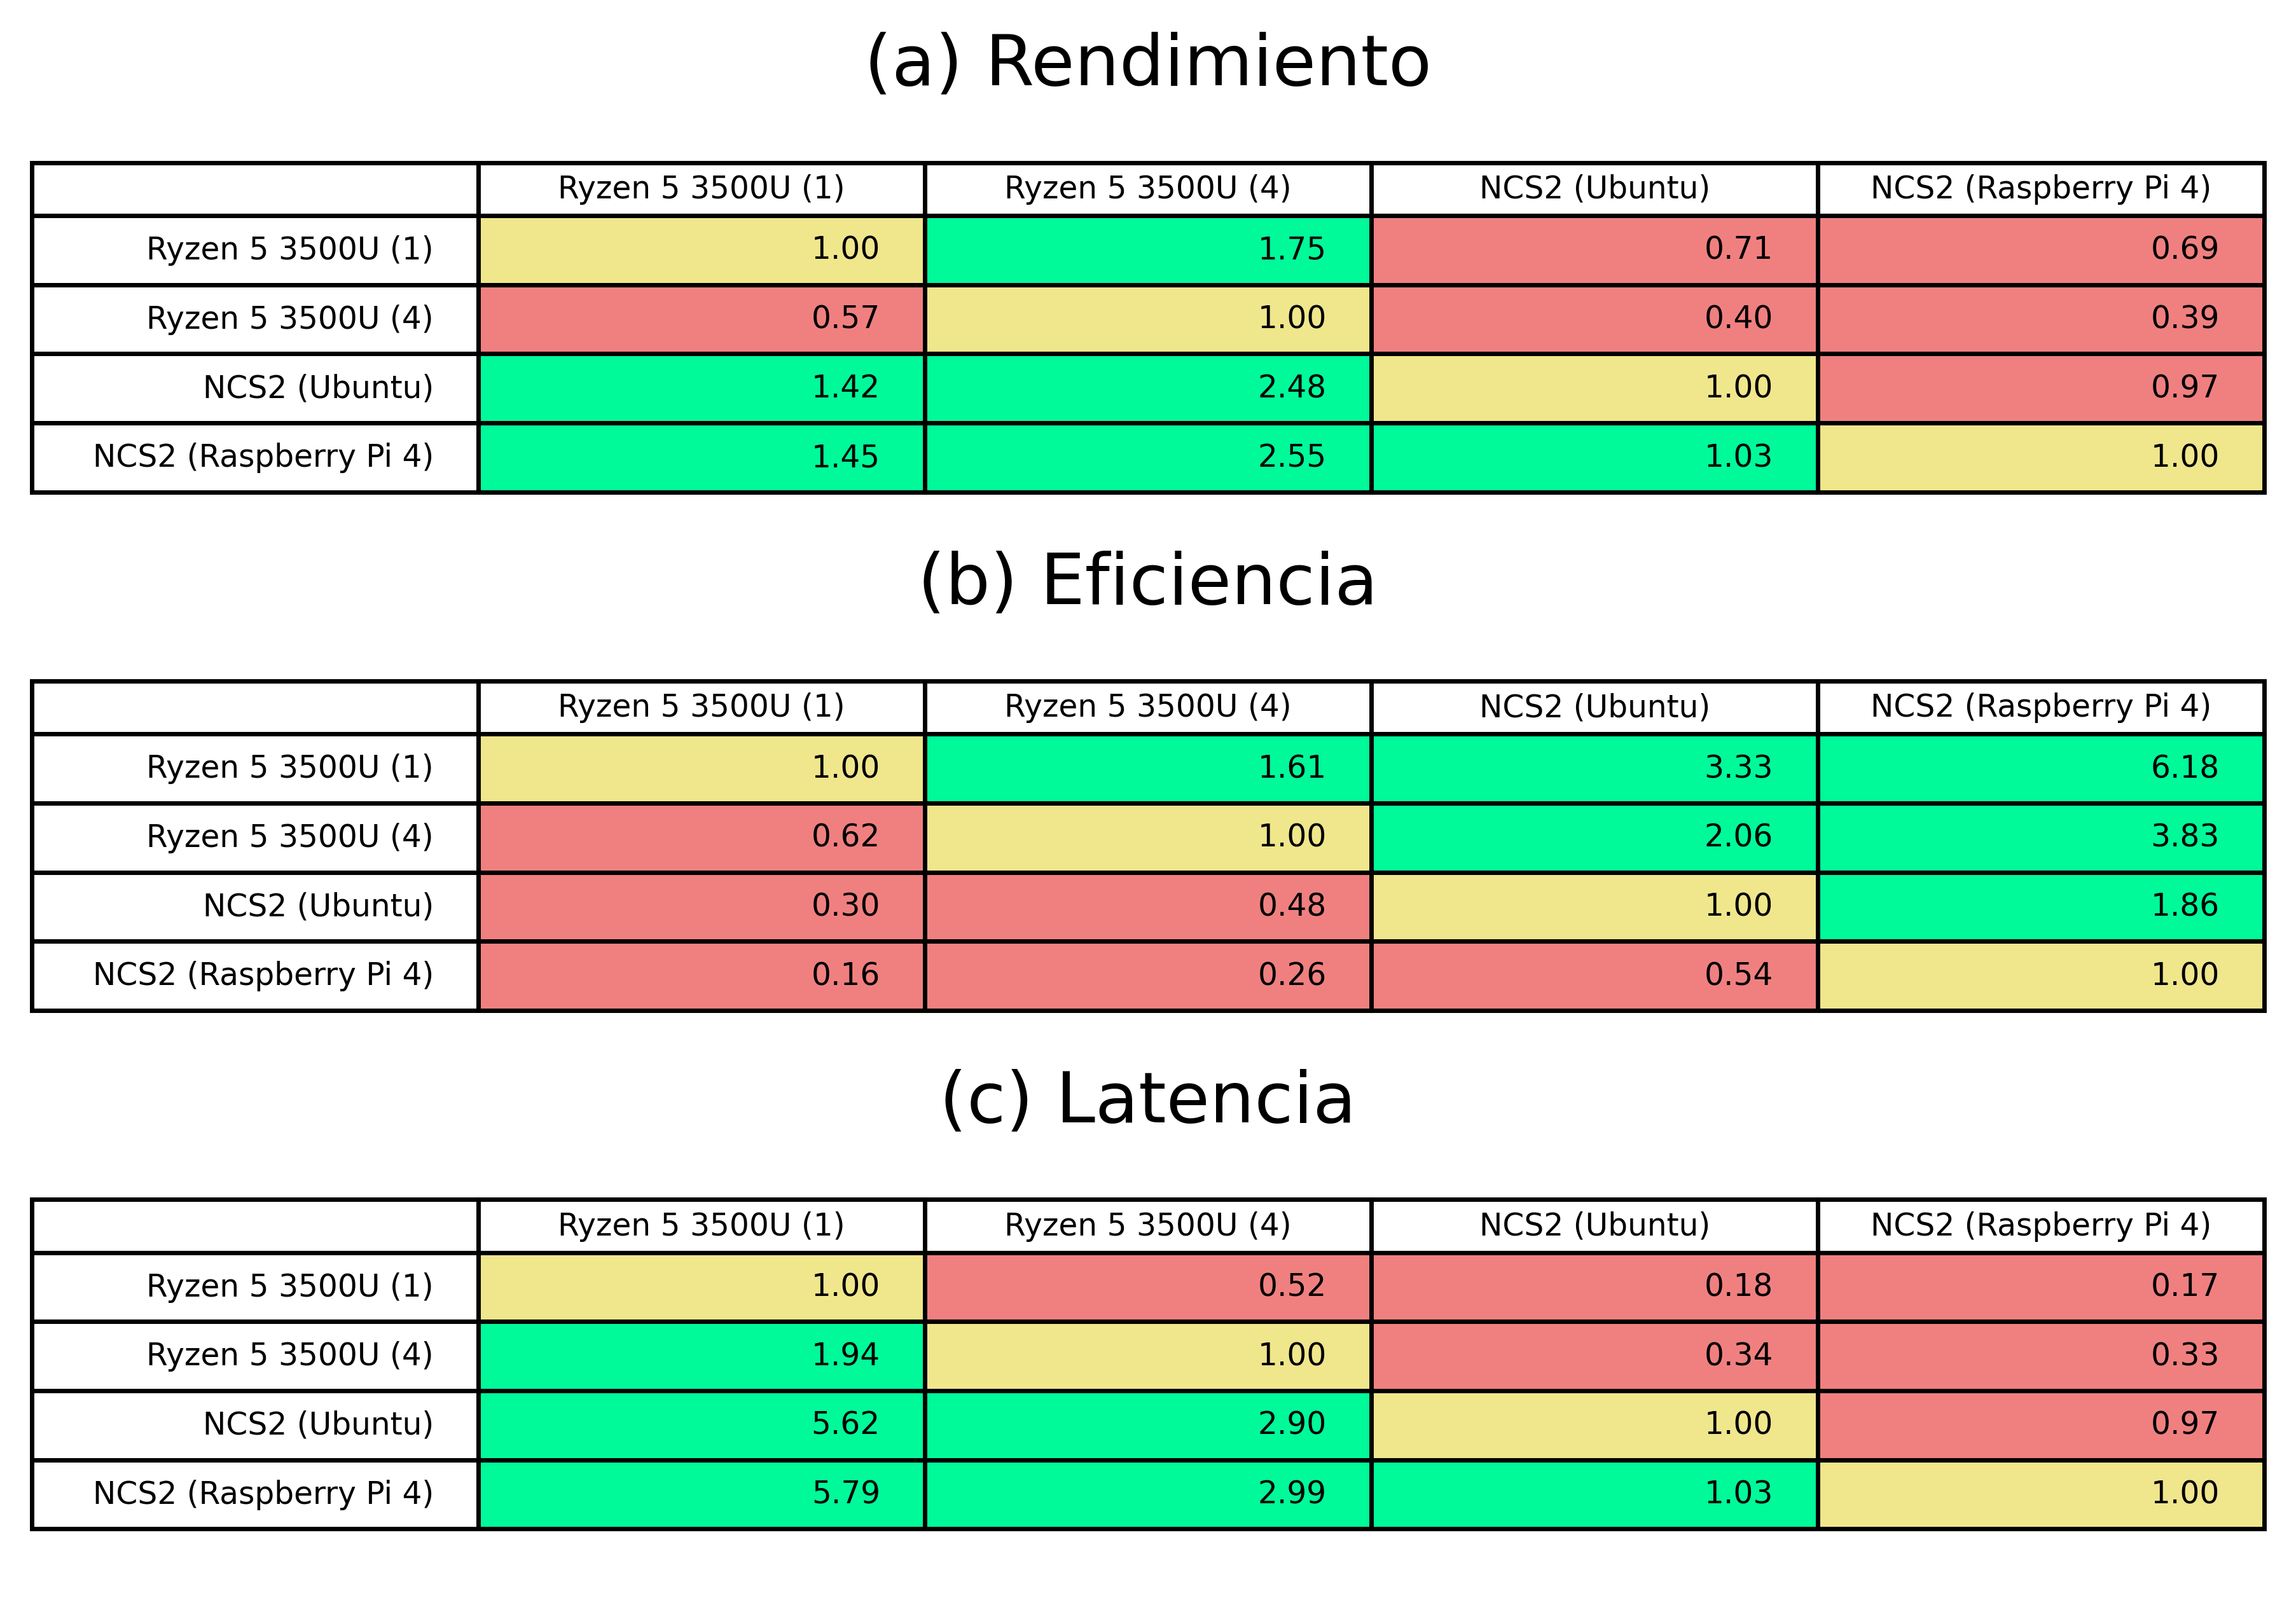 (a) Rendimiento
Ryzen 5 3500U (1) Ryzen 5 3500U (4) NCS2 (Ubuntu) NCS2 (Raspberry Pi 4)
Ryzen 5 3500U (1) 1.00 1.75 0.71 0.69
Ryzen 5 3500U (4) 0.57 1.00 0.40 0.39
NCS2 (Ubuntu) 1.42 2.48 1.00 0.97
NCS2 (Raspberry Pi 4) 1.45 2.55 1.03 1.00
(b) Eficiencia
Ryzen 5 3500U (1) Ryzen 5 3500U (4) NCS2 (Ubuntu) NCS2 (Raspberry Pi 4)
Ryzen 5 3500U (1) 1.00 1.61 3.33 6.18
Ryzen 5 3500U (4) 0.62 1.00 2.06 3.83
NCS2 (Ubuntu) 0.30 0.48 1.00 1.86
NCS2 (Raspberry Pi 4) 0.16 0.26 0.54 1.00
(c) Latencia
Ryzen 5 3500U (1) Ryzen 5 3500U (4) NCS2 (Ubuntu) NCS2 (Raspberry Pi 4)
Ryzen 5 3500U (1) 1.00 0.52 0.18 0.17
Ryzen 5 3500U (4) 1.94 1.00 0.34 0.33
NCS2 (Ubuntu) 5.62 2.90 1.00 0.97
NCS2 (Raspberry Pi 4) 5.79 2.99 1.03 1.00